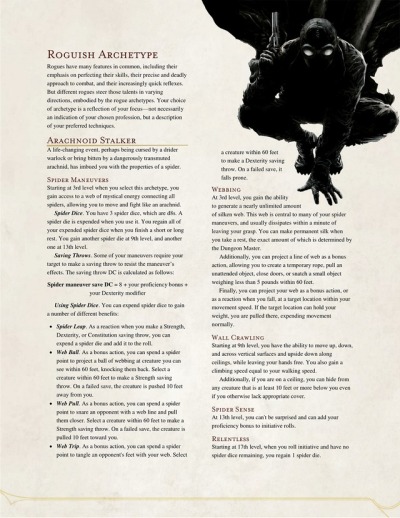 ROGUISH ARCHETYPE
Rogues have many features in common, including their
emphasis on perfecting their skills, their precise and deadly
approach to combat, and their increasingly quick reflexes.
But different rogues steer those talents in varying
directions, embodied by the rogue archetypes. Your choice
of archetype is a reflection of your focus—not necessarily
an indication of your chosen profession, but a description
of your preferred techniques.
ARACHNOID STALKER
A life-changing event, perhaps being cursed by a drider
warlock or bring bitten by a dangerously transmuted
arachnid, has imbued you with the properties of a spider.
SPIDER MANEUVERS
Starting at 3rd level when you select this archetype, you
gain access to a web of mystical energy connecting all
spiders, allowing you to move and fight like an arachnid.
Spider Dice. You have 3 spider dice, which are d6s. A
spider die is expended when you use it. You regain all of
your expended spider dice when you finish a short or long
rest. You gain another spider die at 9th level, and another
one at 13th level.
Saving Throws. Some of your maneuvers require your
target to make a saving throw to resist the maneuver's
effects. The saving throw DC is calculated as follows:
Spider maneuver save DC = 8 + your proficiency bonus +
your Dexterity modifier
Using Spider Dice. You can expend spider dice to gain
a number of different benefits:
• Spider Leap. As a reaction when you make a Strength,
Dexterity, or Constitution saving throw, you can
expend a spider die and add it to the roll.
• Web Ball. As a bonus action, you can spend a spider
point to project a ball of webbing at creature you can
see within 60 feet, knocking them back. Select a
creature within 60 feet to make a Strength saving
throw. On a failed save, the creature is pushed 10 feet
away from you.
• Web Pull. As a bonus action, you can spend a spider
point to snare an opponent with a web line and pull
them closer. Select a creature within 60 feet to make a
Strength saving throw. On a failed save, the creature is
pulled 10 feet toward you.
• Web Trip. As a bonus action, you can spend a spider
point to tangle an opponent's feet with your web. Select
a creature within 60 feet
to make a Dexterity saving
throw. On a failed save, it
falls prone.
WEBBING
At 3rd level, you gain the ability
to generate a nearly unlimited amount
of silken web. This web is central to many of your spider
maneuvers, and usually dissipates within a minute of
leaving your grasp. You can make permanent silk when
you take a rest, the exact amount of which is determined by
the Dungeon Master.
Additionally, you can project a line of web as a bonus
action, allowing you to create a temporary rope, pull an
unattended object, close doors, or snatch a small object
weighing less than 5 pounds within 60 feet.
Finally, you can project your web as a bonus action, or
as a reaction when you fall, at a target location within your
movement speed. If the target location can hold your
weight, you are pulled there, expending movement
normally.
WALL CRAWLING
Starting at 9th level, you have the ability to move up, down,
and across vertical surfaces and upside down along
ceilings, while leaving your hands free. You also gain a
climbing speed equal to your walking speed.
Additionally, if you are on a ceiling, you can hide from
any creature that is at least 10 feet or more below you even
if you otherwise lack appropriate cover.
SPIDER SENSE
At 13th level, you can't be surprised and can add your
proficiency bonus to initiative rolls.
RELENTLESS
Starting at 17th level, when you roll initiative and have no
spider dice remaining, you regain 1 spider die.